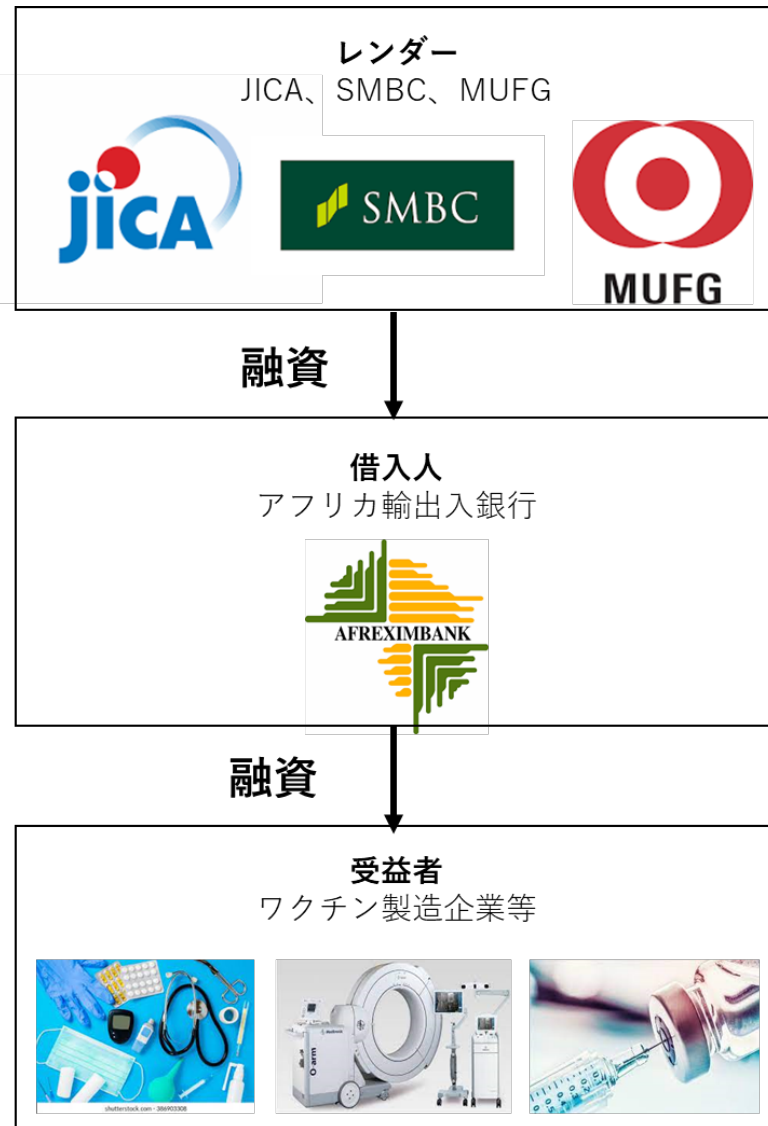 レンダー
JICA、SMBC、MUFG
jICA
SMBC
MUFG
融資
借入人
アフリカ輸出入銀行
AFREXIMBANK
融資
受益者
ワクチン製造企業等
O-arm
shutterstock.com · 386903308